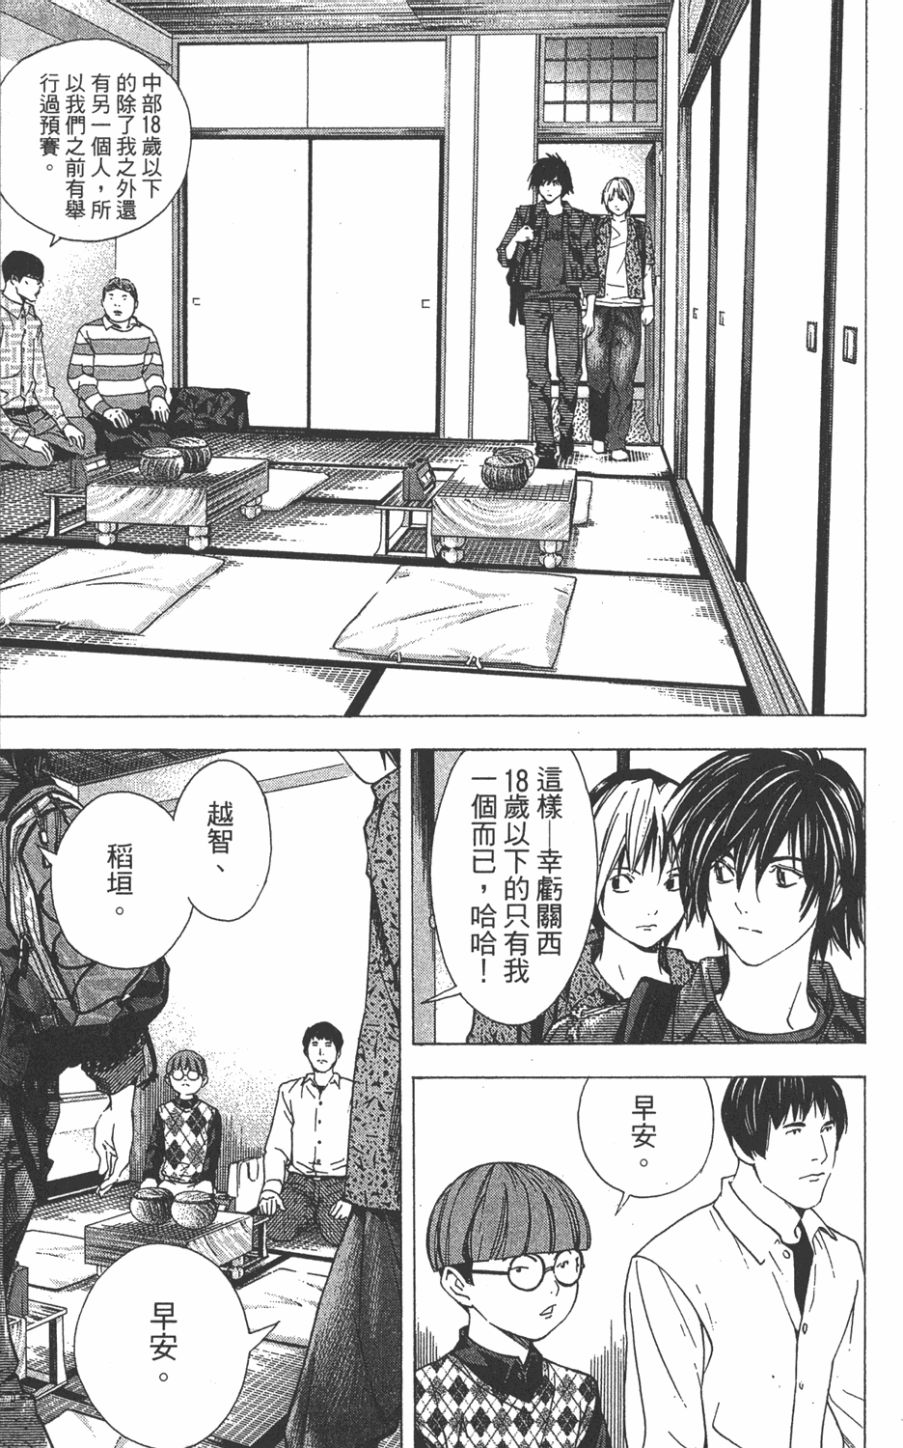 中部18歲以下
的除了我之外還
有另一個人，所
以我們之前有舉
行過預賽。
這樣—幸虧關西
18歲以下的只有我
一個而已，哈哈！
越智、
稻垣。
早安。
早安。